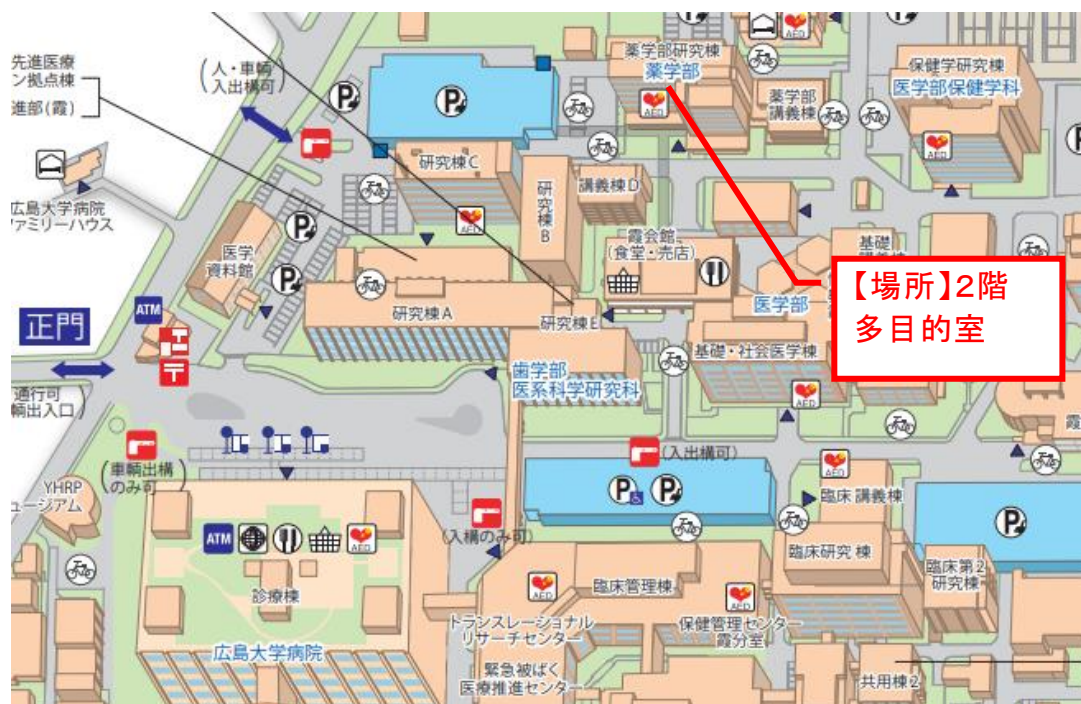 先進医療
ン拠点棟
進部(霞)
(人・車輌
入出構可)
P
P
研究棟C
薬学部研究棟
薬学部
AED
薬学部
講義棟
保健学研究棟
医学部保健学科
AED
広島大学病院
ファミリーハウス
医学
資料館
P
AED
研究棟B
講義棟D
霞会館
(食堂・売店)
基礎
医学部
【場所】2階
多目的室
正門
ATM
研究棟A
研究棟E
基礎・社会医学棟
歯学部
医系科学研究科
AED
通行可
輌出入口)
(車輌出構
のみ可)
YHRP
ュージアム
(入出構可)
P
P
(入構のみ可)
AED
臨床講義棟
P
ATM
AED
診療棟
広島大学病院
AED
臨床管理棟
AED
臨床研究棟
臨床第2
研究棟
トランスレーショナル
リサーチセンター
保健管理センター
霞分室
緊急被ばく
医療推進センター
共用棟2
霞